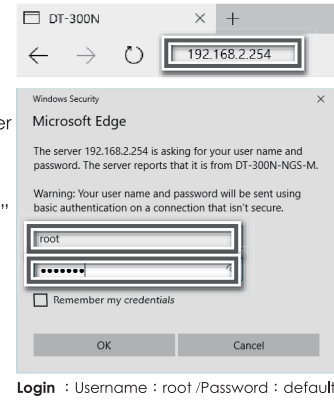 DT-300N
192.168.2.254
Windows Security
Microsoft Edge
er
The server 192.168.2.254 is asking for your user name and
password. The server reports that it is from DT-300N-NGS-M.
Warning: Your user name and password will be sent using
basic authentication on a connection that isn't secure.
"
root
•••••••
Remember my credentials
OK Cancel
Login : Username : root /Password : default